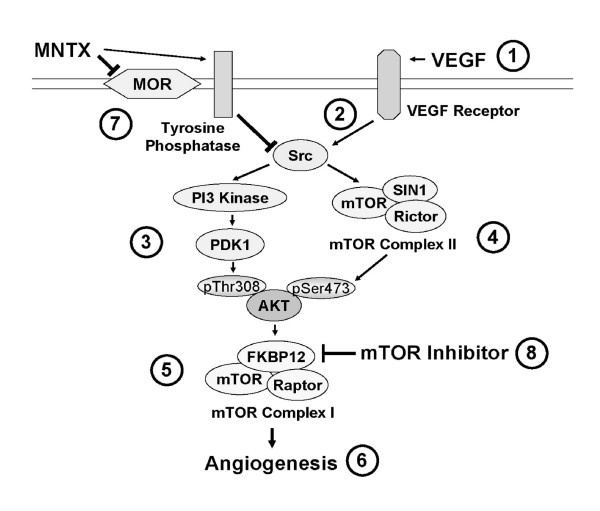 MNTX
VEGF 1
MOR
7
Tyrosine
Phosphatase
2
VEGF Receptor
Src
PI3 Kinase
SIN1
mTOR
Rictor
3
PDK1
mTOR Complex II
4
pThr308
pSer473
AKT
FKBP12
mTOR Inhibitor 8
5
mTOR
Raptor
mTOR Complex I
Angiogenesis 6